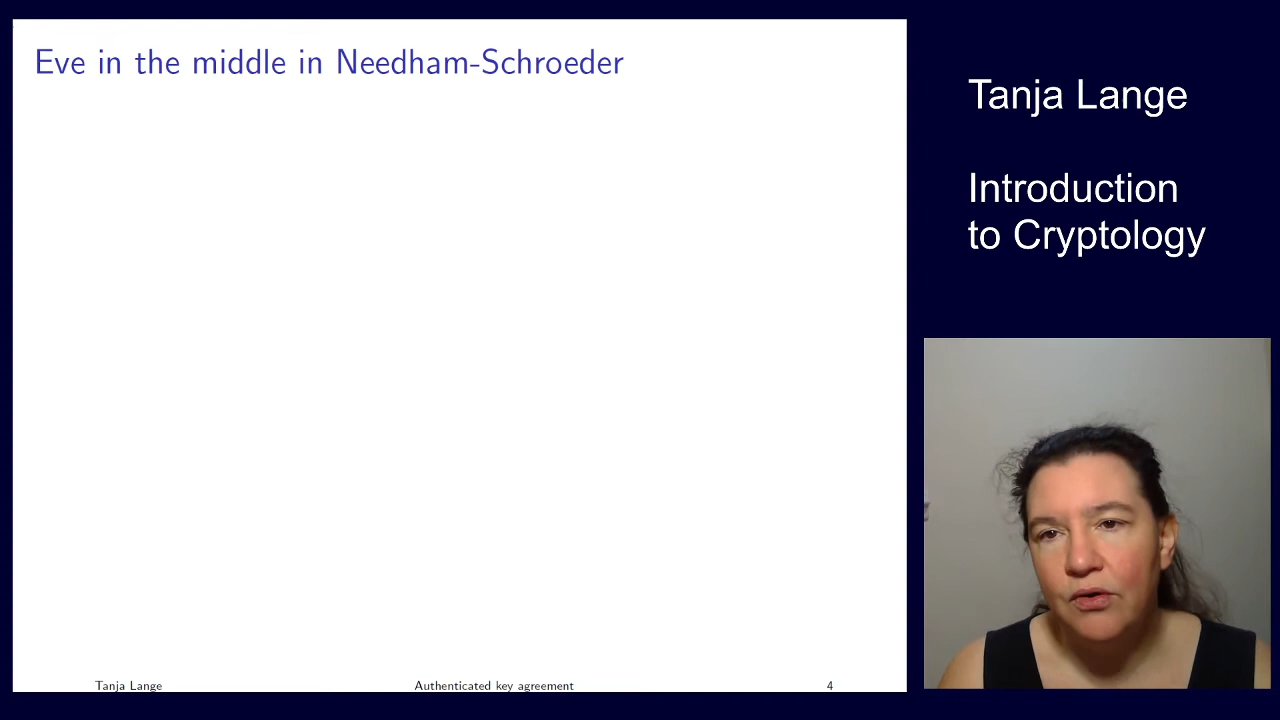 Eve in the middle in Needham-Schroeder
Tanja Lange
Authenticated key agreement
4
Tanja Lange
Introduction
to Cryptology